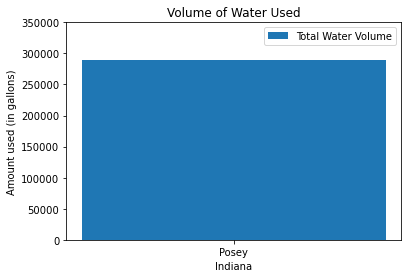 Volume of Water Used
Total Water Volume
Amount used (in gallons)
350000
300000
250000
200000
150000
100000
50000
0
Posey
Indiana